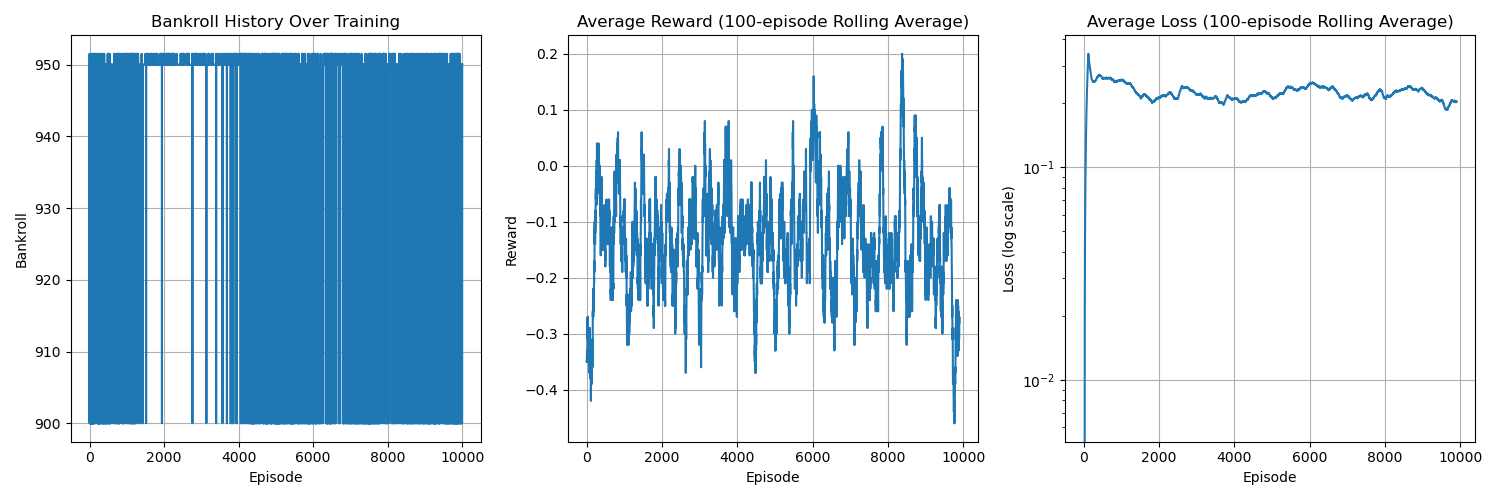 Bankroll History Over Training
Bankroll
950
940
930
920
910
900
0 2000 4000 6000 8000 10000
Episode
Average Reward (100-episode Rolling Average)
Reward
0.2
0.1
0.0
−0.1
−0.2
−0.3
−0.4
0 2000 4000 6000 8000 10000
Episode
Average Loss (100-episode Rolling Average)
Loss (log scale)
10⁻¹
10⁻²
0 2000 4000 6000 8000 10000
Episode